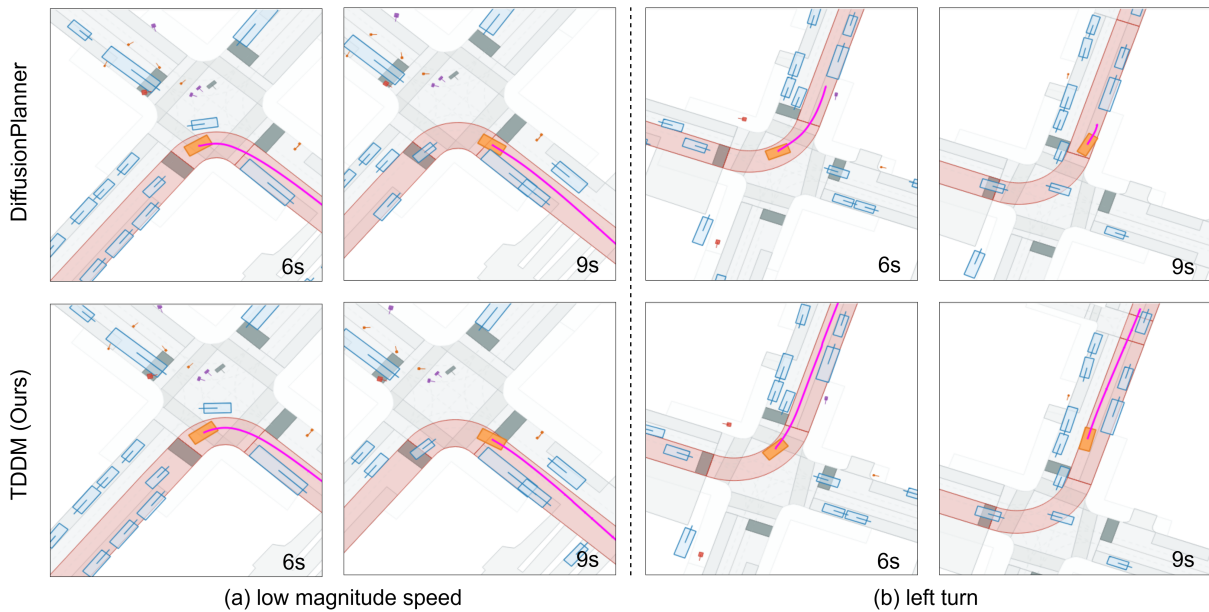 DiffusionPlanner
6s
9s
6s
9s
TDDM (Ours)
6s
9s
6s
9s
(a) low magnitude speed
(b) left turn